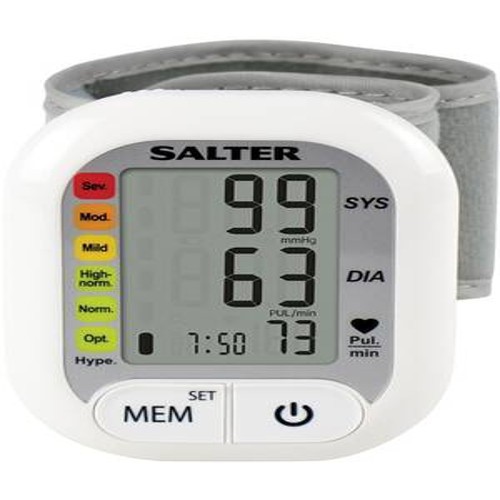 SALTER
Sev.
99
SYS
Mod.
mmHg
Mild
63
DIA
High-
norm.
PUL/min
Norm.
7:50 73
Pul.
min
Opt.
Hype.
SET
MEM